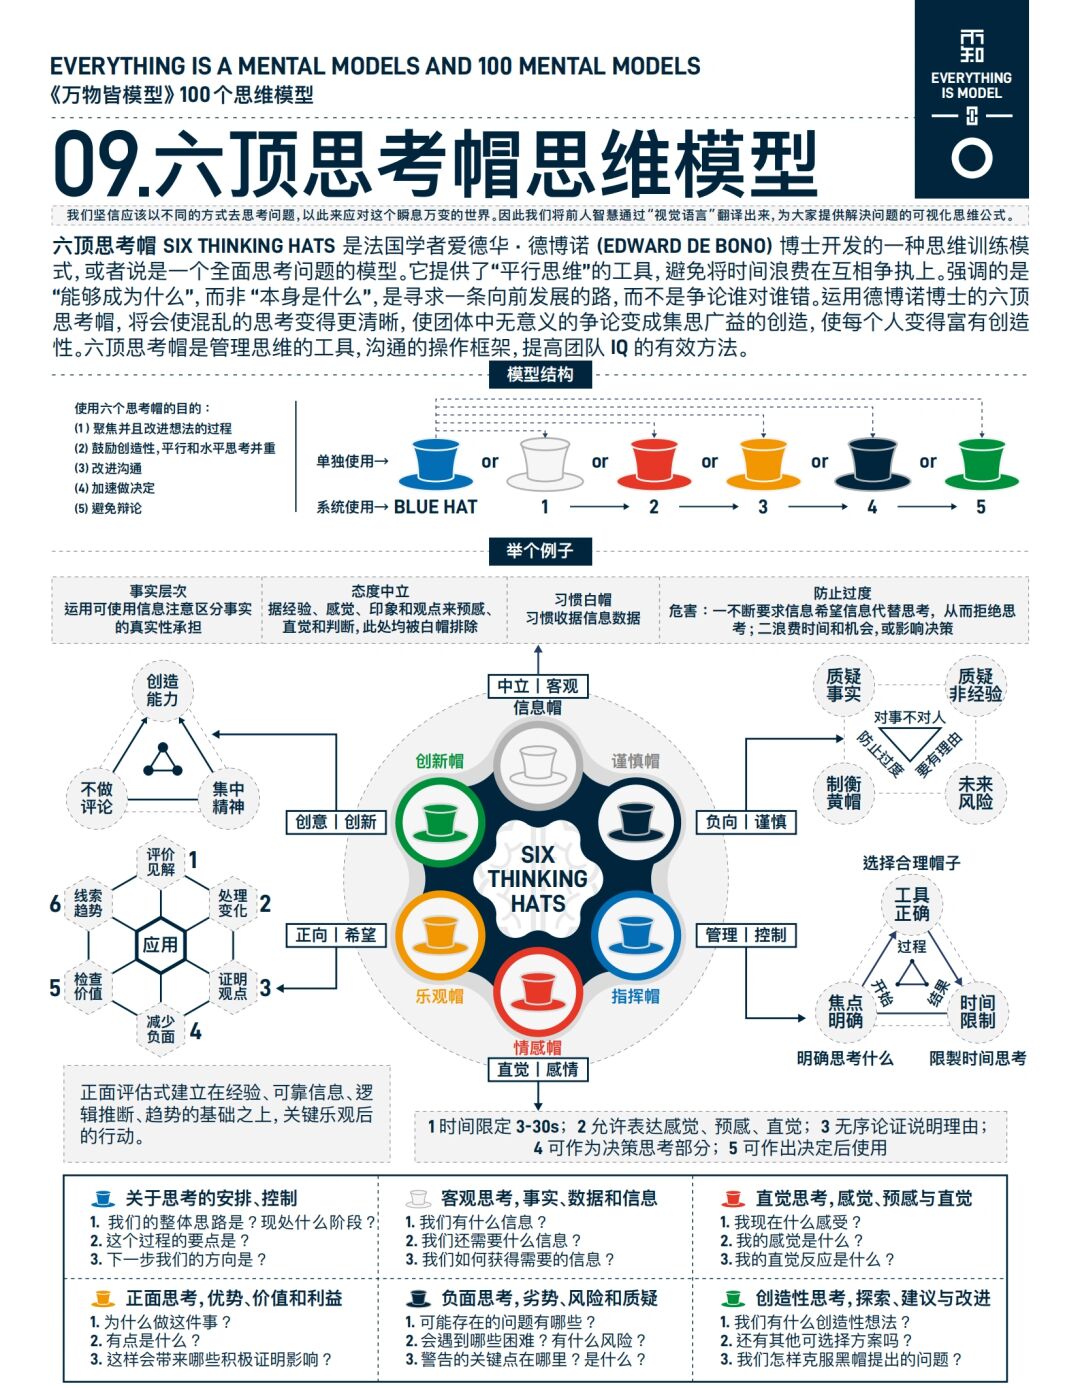 EVERYTHING IS A MENTAL MODELS AND 100 MENTAL MODELS
《万物皆模型》100个思维模型
EVERYTHING
IS MODEL
09.六顶思考帽思维模型
我们坚信应该以不同的方式去思考问题,以此来应对这个瞬息万变的世界。因此我们将前人智慧通过“视觉语言”翻译出来,为大家提供解决问题的可视化思维公式。
六顶思考帽 SIX THINKING HATS 是法国学者爱德华·德博诺 (EDWARD DE BONO) 博士开发的一种思维训练模
式,或者说是一个全面思考问题的模型。它提供了“平行思维”的工具,避免将时间浪费在互相争执上。强调的是
“能够成为什么”,而非 “本身是什么”,是寻求一条向前发展的路,而不是争论谁对谁错。运用德博诺博士的六顶
思考帽,将会使混乱的思考变得更清晰,使团体中无意义的争论变成集思广益的创造,使每个人变得富有创造
性。六顶思考帽是管理思维的工具,沟通的操作框架,提高团队 IQ 的有效方法。
模型结构
使用六个思考帽的目的：
(1) 聚焦并且改进想法的过程
(2) 鼓励创造性,平行和水平思考并重
(3) 改进沟通
(4) 加速做决定
(5) 避免辩论
单独使用→ or or or or or
系统使用→ BLUE HAT 1 2 3 4 5
举个例子
事实层次
运用可使用信息注意区分事实
的真实性承担
态度中立
据经验、感觉、印象和观点来预感、
直觉和判断,此处均被白帽排除
习惯白帽
习惯收据信息数据
防止过度
危害：一不断要求信息希望信息代替思考，从而拒绝思
考；二浪费时间和机会,或影响决策
中立 | 客观
信息帽
创新帽
谨慎帽
创意 | 创新
负向 | 谨慎
SIX
THINKING
HATS
正向 | 希望
管理 | 控制
乐观帽
指挥帽
情感帽
直觉 | 感情
创造
能力
不做
评论
集中
精神
质疑
事实
质疑
非经验
对事不对人
防止过度
要有理由
制衡
黄帽
未来
风险
评价
见解
1
处理
变化
2
证明
观点
3
减少
负面
4
检查
价值
5
线索
趋势
6
应用
选择合理帽子
工具
正确
过程
开始
结果
焦点
明确
时间
限制
明确思考什么
限製时间思考
正面评估式建立在经验、可靠信息、逻
辑推断、趋势的基础之上,关键乐观后
的行动。
1 时间限定 3-30s；2 允许表达感觉、预感、直觉；3 无序论证说明理由；
4 可作为决策思考部分；5 可作出决定后使用
关于思考的安排、控制
1. 我们的整体思路是？现处什么阶段？
2. 这个过程的要点是？
3. 下一步我们的方向是？
客观思考,事实、数据和信息
1. 我们有什么信息？
2. 我们还需要什么信息？
3. 我们如何获得需要的信息？
直觉思考,感觉、预感与直觉
1. 我现在什么感受？
2. 我的感觉是什么？
3. 我的直觉反应是什么？
正面思考,优势、价值和利益
1. 为什么做这件事？
2. 有点是什么？
3. 这样会带来哪些积极证明影响？
负面思考,劣势、风险和质疑
1. 可能存在的问题有哪些？
2. 会遇到哪些困难？有什么风险？
3. 警告的关键点在哪里？是什么？
创造性思考,探索、建议与改进
1. 我们有什么创造性想法？
2. 还有其他可选择方案吗？
3. 我们怎样克服黑帽提出的问题？